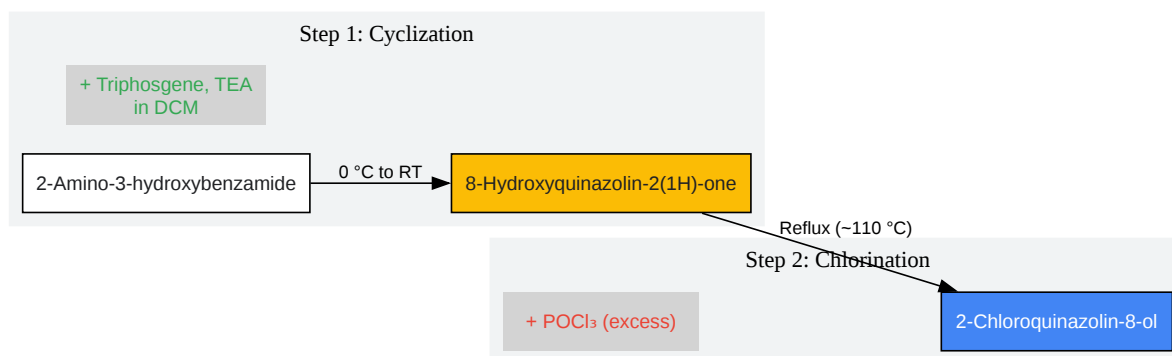 Step 1: Cyclization
+ Triphosgene, TEA
in DCM
2-Amino-3-hydroxybenzamide
0 °C to RT
8-Hydroxyquinazolin-2(1H)-one
Reflux (~110 °C)
Step 2: Chlorination
+ POCl₃ (excess)
2-Chloroquinazolin-8-ol